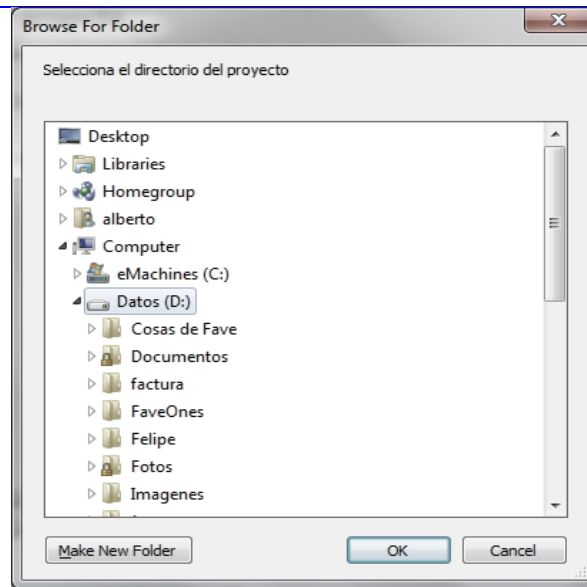 Browse For Folder
Selecciona el directorio del proyecto
Desktop
Libraries
Homegroup
alberto
Computer
eMachines (C:)
Datos (D:)
Cosas de Fave
Documentos
factura
FaveOnes
Felipe
Fotos
Imagenes
Make New Folder OK Cancel